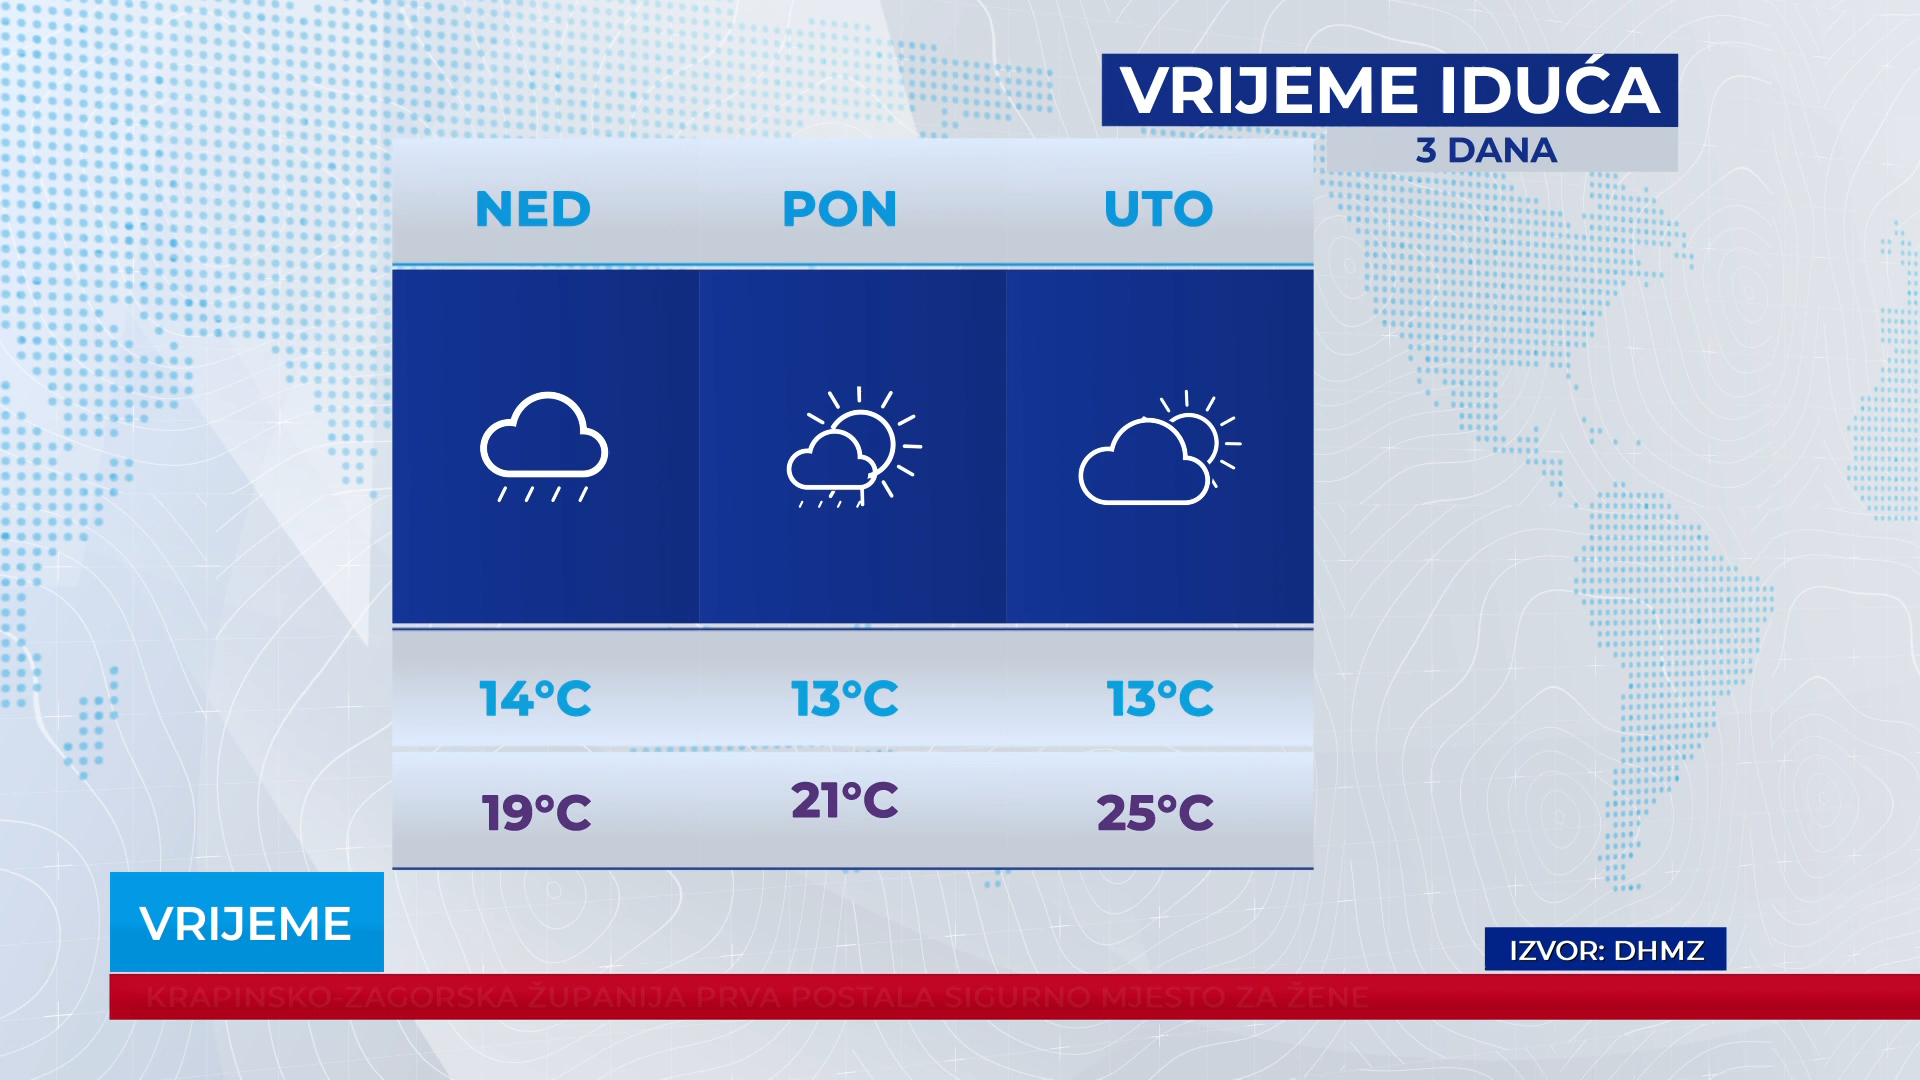 VRIJEME IDUĆA
3 DANA
NED PON UTO
14°C 13°C 13°C
19°C 21°C 25°C
VRIJEME
IZVOR: DHMZ
KRAPINSKO-ZAGORSKA ŽUPANIJA PRVA POSTALA SIGURNO MJESTO ZA ŽENE